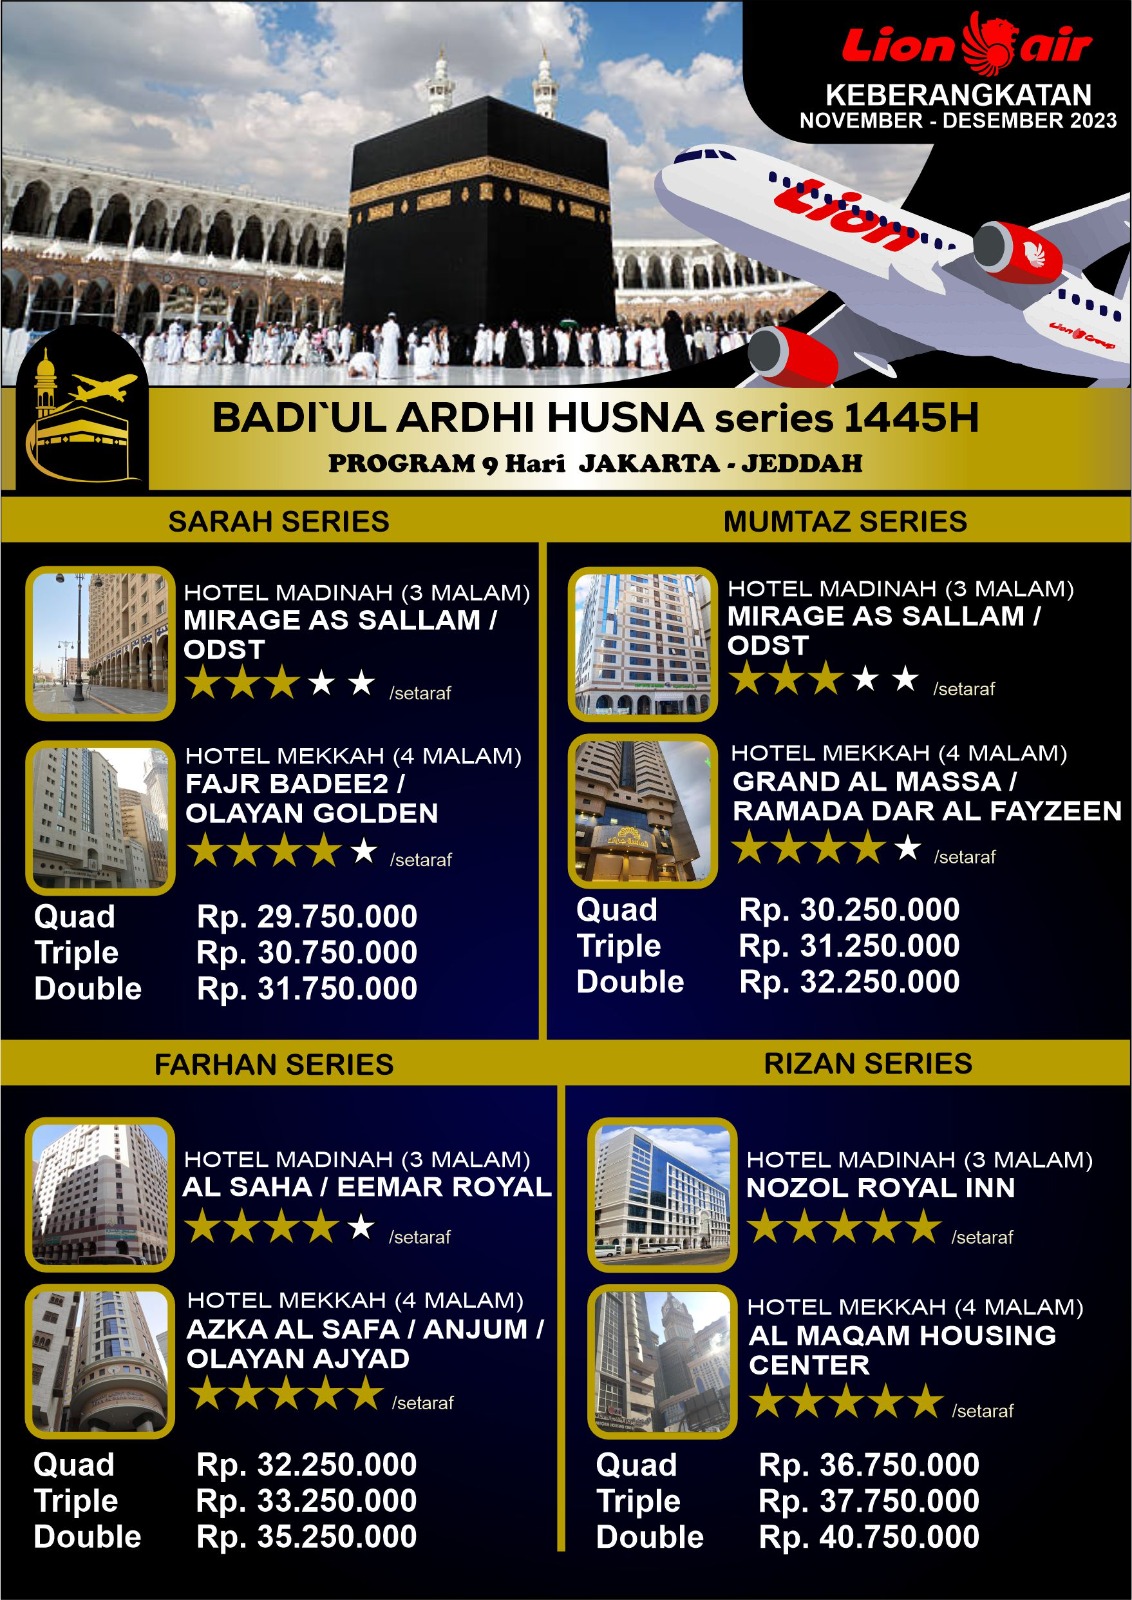 Lion air
KEBERANGKATAN
NOVEMBER - DESEMBER 2023
Lion
Lion Group
BADI`UL ARDHI HUSNA series 1445H
PROGRAM 9 Hari JAKARTA - JEDDAH
SARAH SERIES
HOTEL MADINAH (3 MALAM)
MIRAGE AS SALLAM /
ODST
/setaraf
HOTEL MEKKAH (4 MALAM)
FAJR BADEE2 /
OLAYAN GOLDEN
/setaraf
Quad Rp. 29.750.000
Triple Rp. 30.750.000
Double Rp. 31.750.000
MUMTAZ SERIES
HOTEL MADINAH (3 MALAM)
MIRAGE AS SALLAM /
ODST
/setaraf
HOTEL MEKKAH (4 MALAM)
GRAND AL MASSA /
RAMADA DAR AL FAYZEEN
/setaraf
Quad Rp. 30.250.000
Triple Rp. 31.250.000
Double Rp. 32.250.000
FARHAN SERIES
HOTEL MADINAH (3 MALAM)
AL SAHA / EEMAR ROYAL
/setaraf
HOTEL MEKKAH (4 MALAM)
AZKA AL SAFA / ANJUM /
OLAYAN AJYAD
/setaraf
Quad Rp. 32.250.000
Triple Rp. 33.250.000
Double Rp. 35.250.000
RIZAN SERIES
HOTEL MADINAH (3 MALAM)
NOZOL ROYAL INN
/setaraf
HOTEL MEKKAH (4 MALAM)
AL MAQAM HOUSING
CENTER
/setaraf
Quad Rp. 36.750.000
Triple Rp. 37.750.000
Double Rp. 40.750.000